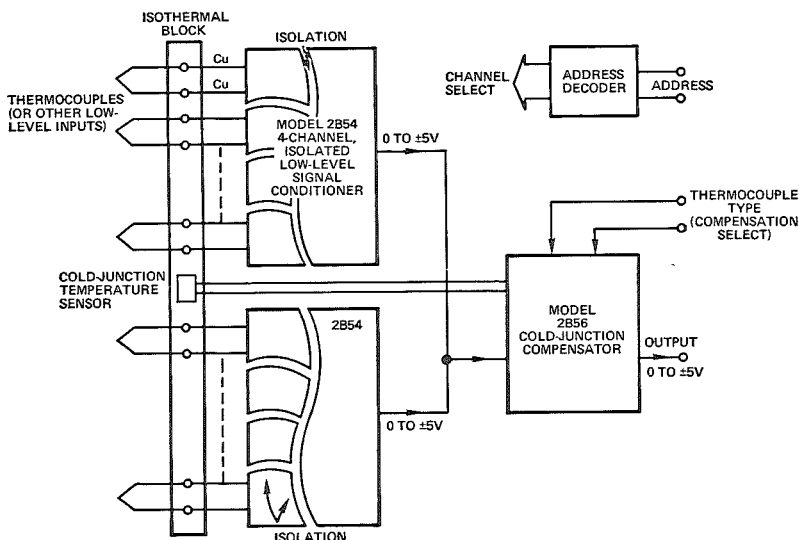 ISOTHERMAL
BLOCK
ISOLATION
Cu
Cu
THERMOCOUPLES
(OR OTHER LOW-
LEVEL INPUTS)
MODEL 2B54
4-CHANNEL,
ISOLATED
LOW-LEVEL
SIGNAL
CONDITIONER
0 TO ±5V
CHANNEL
SELECT
ADDRESS
DECODER
ADDRESS
THERMOCOUPLE
TYPE
(COMPENSATION
SELECT)
COLD-JUNCTION
TEMPERATURE
SENSOR
MODEL
2B56
COLD-JUNCTION
COMPENSATOR
OUTPUT
0 TO ±5V
2B54
0 TO ±5V
ISOLATION